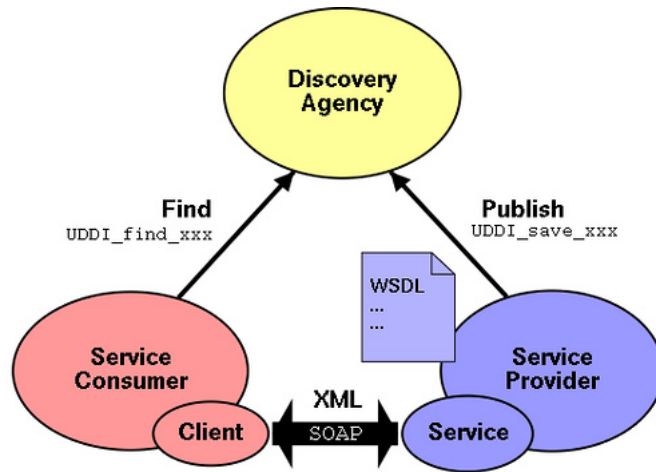 Discovery
Agency
Find
UDDI_find_xxx
Publish
UDDI_save_xxx
WSDL
...
...
Service
Consumer
Service
Provider
Client
XML
SOAP
Service